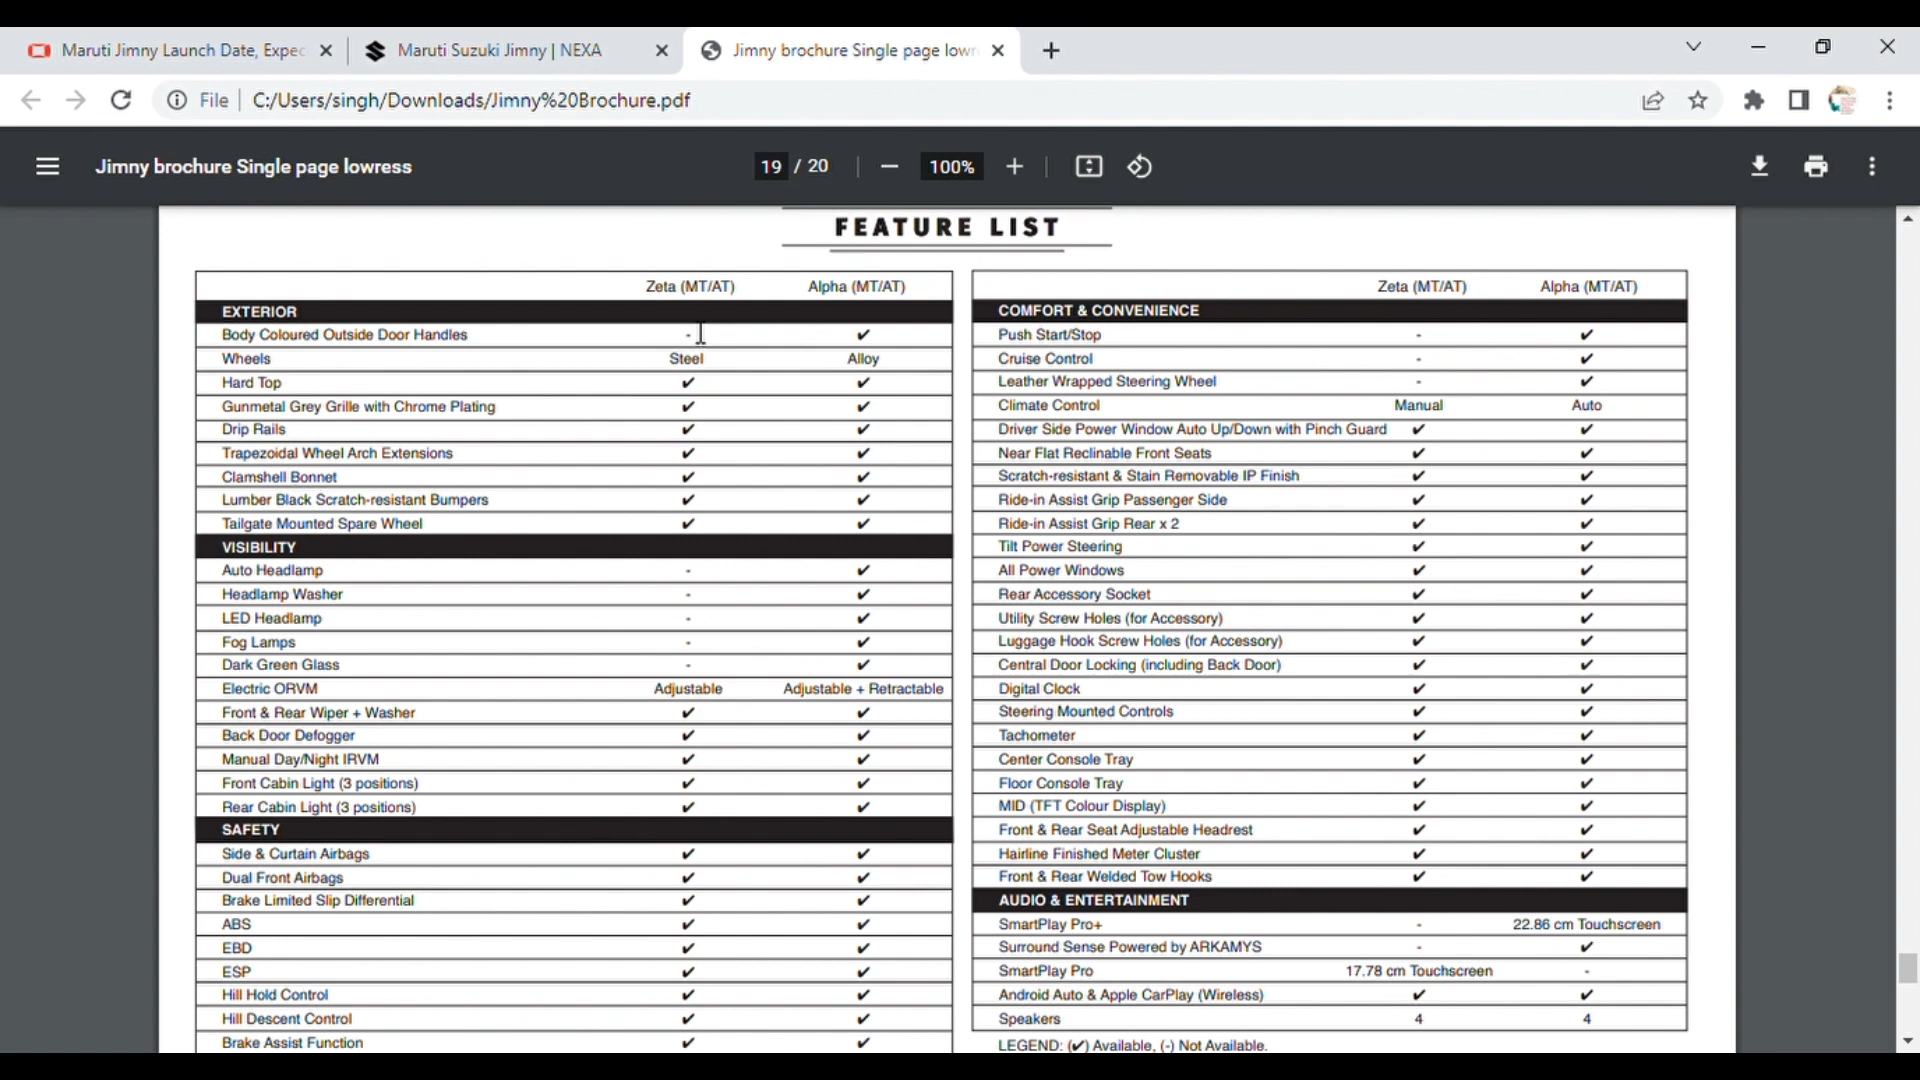 Maruti Jimny Launch Date, Expec
Maruti Suzuki Jimny | NEXA
Jimny brochure Single page lowr
File C:/Users/singh/Downloads/Jimny%20Brochure.pdf
Jimny brochure Single page lowress
19 / 20
100%
FEATURE LIST
Zeta (MT/AT) Alpha (MT/AT)
EXTERIOR
Body Coloured Outside Door Handles - ✔
Wheels Steel Alloy
Hard Top ✔ ✔
Gunmetal Grey Grille with Chrome Plating ✔ ✔
Drip Rails ✔ ✔
Trapezoidal Wheel Arch Extensions ✔ ✔
Clamshell Bonnet ✔ ✔
Lumber Black Scratch-resistant Bumpers ✔ ✔
Tailgate Mounted Spare Wheel ✔ ✔
VISIBILITY
Auto Headlamp - ✔
Headlamp Washer - ✔
LED Headlamp - ✔
Fog Lamps - ✔
Dark Green Glass - ✔
Electric ORVM Adjustable Adjustable + Retractable
Front & Rear Wiper + Washer ✔ ✔
Back Door Defogger ✔ ✔
Manual Day/Night IRVM ✔ ✔
Front Cabin Light (3 positions) ✔ ✔
Rear Cabin Light (3 positions) ✔ ✔
SAFETY
Side & Curtain Airbags ✔ ✔
Dual Front Airbags ✔ ✔
Brake Limited Slip Differential ✔ ✔
ABS ✔ ✔
EBD ✔ ✔
ESP ✔ ✔
Hill Hold Control ✔ ✔
Hill Descent Control ✔ ✔
Brake Assist Function ✔ ✔
Zeta (MT/AT) Alpha (MT/AT)
COMFORT & CONVENIENCE
Push Start/Stop - ✔
Cruise Control - ✔
Leather Wrapped Steering Wheel - ✔
Climate Control Manual Auto
Driver Side Power Window Auto Up/Down with Pinch Guard ✔ ✔
Near Flat Reclinable Front Seats ✔ ✔
Scratch-resistant & Stain Removable IP Finish ✔ ✔
Ride-in Assist Grip Passenger Side ✔ ✔
Ride-in Assist Grip Rear x 2 ✔ ✔
Tilt Power Steering ✔ ✔
All Power Windows ✔ ✔
Rear Accessory Socket ✔ ✔
Utility Screw Holes (for Accessory) ✔ ✔
Luggage Hook Screw Holes (for Accessory) ✔ ✔
Central Door Locking (including Back Door) ✔ ✔
Digital Clock ✔ ✔
Steering Mounted Controls ✔ ✔
Tachometer ✔ ✔
Center Console Tray ✔ ✔
Floor Console Tray ✔ ✔
MID (TFT Colour Display) ✔ ✔
Front & Rear Seat Adjustable Headrest ✔ ✔
Hairline Finished Meter Cluster ✔ ✔
Front & Rear Welded Tow Hooks ✔ ✔
AUDIO & ENTERTAINMENT
SmartPlay Pro+ - 22.86 cm Touchscreen
Surround Sense Powered by ARKAMYS - ✔
SmartPlay Pro 17.78 cm Touchscreen -
Android Auto & Apple CarPlay (Wireless) ✔ ✔
Speakers 4 4
LEGEND: (✔) Available, (-) Not Available.